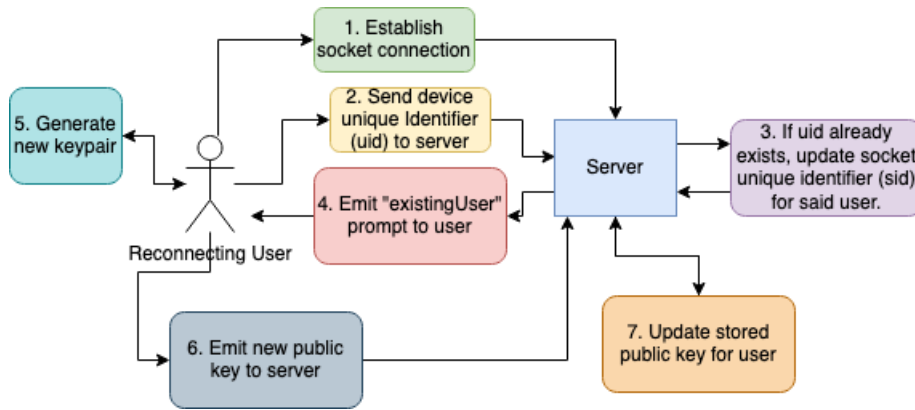 1. Establish
socket connection
2. Send device
unique Identifier
(uid) to server
5. Generate
new keypair
Server
3. If uid already
exists, update socket
unique identifier (sid)
for said user.
4. Emit "existingUser"
prompt to user
Reconnecting User
6. Emit new public
key to server
7. Update stored
public key for user